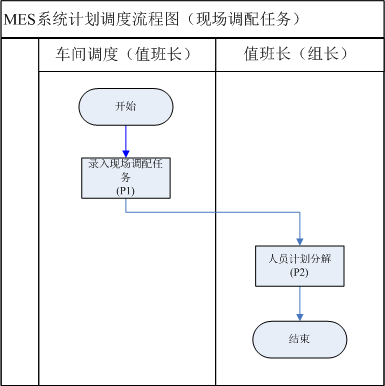 MES系统计划调度流程图（现场调配任务）
车间调度（值班长）
值班长（组长）
开始
录入现场调配任
务
(P1)
人员计划分解
(P2)
结束